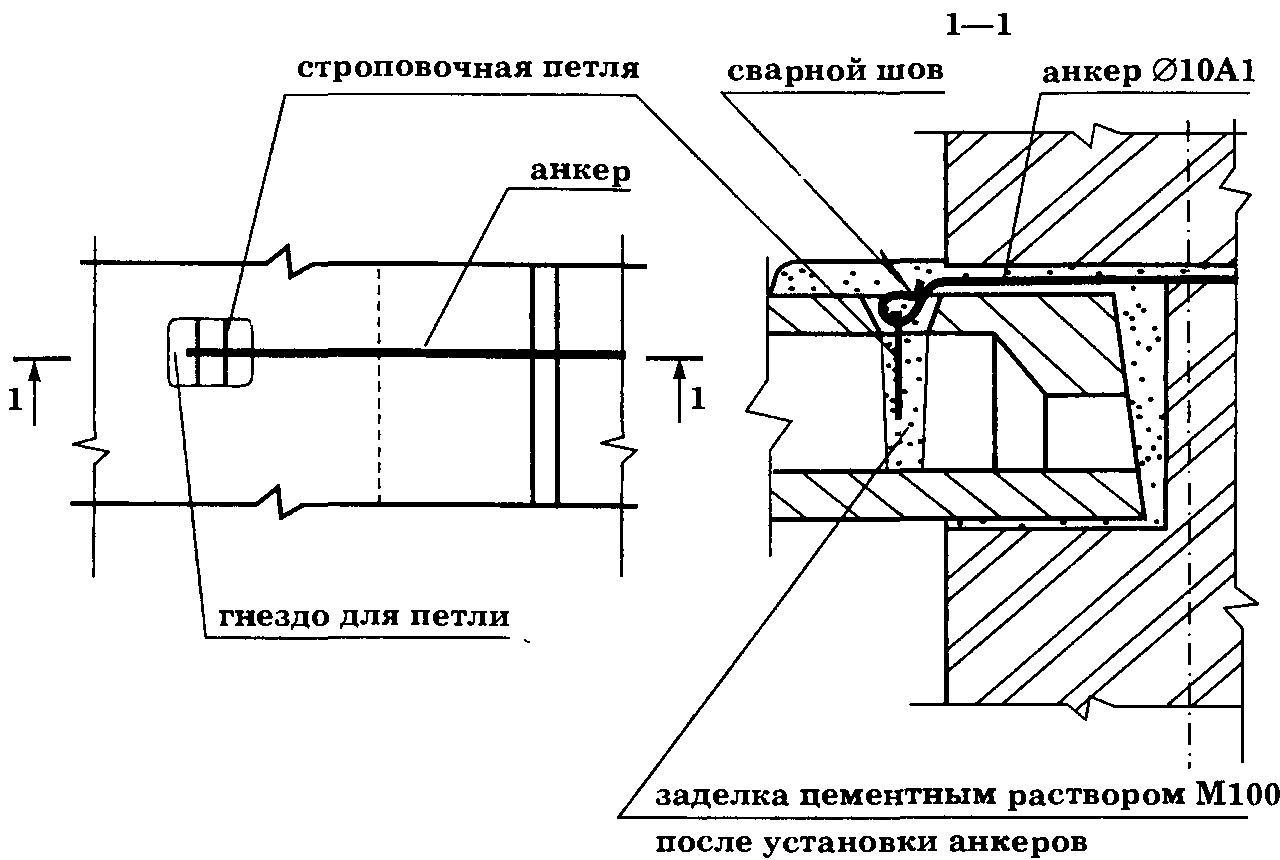 1—1
строповочная петля
сварной шов
анкер ∅10А1
анкер
1
1
гнездо для петли
заделка цементным раствором М100
после установки анкеров